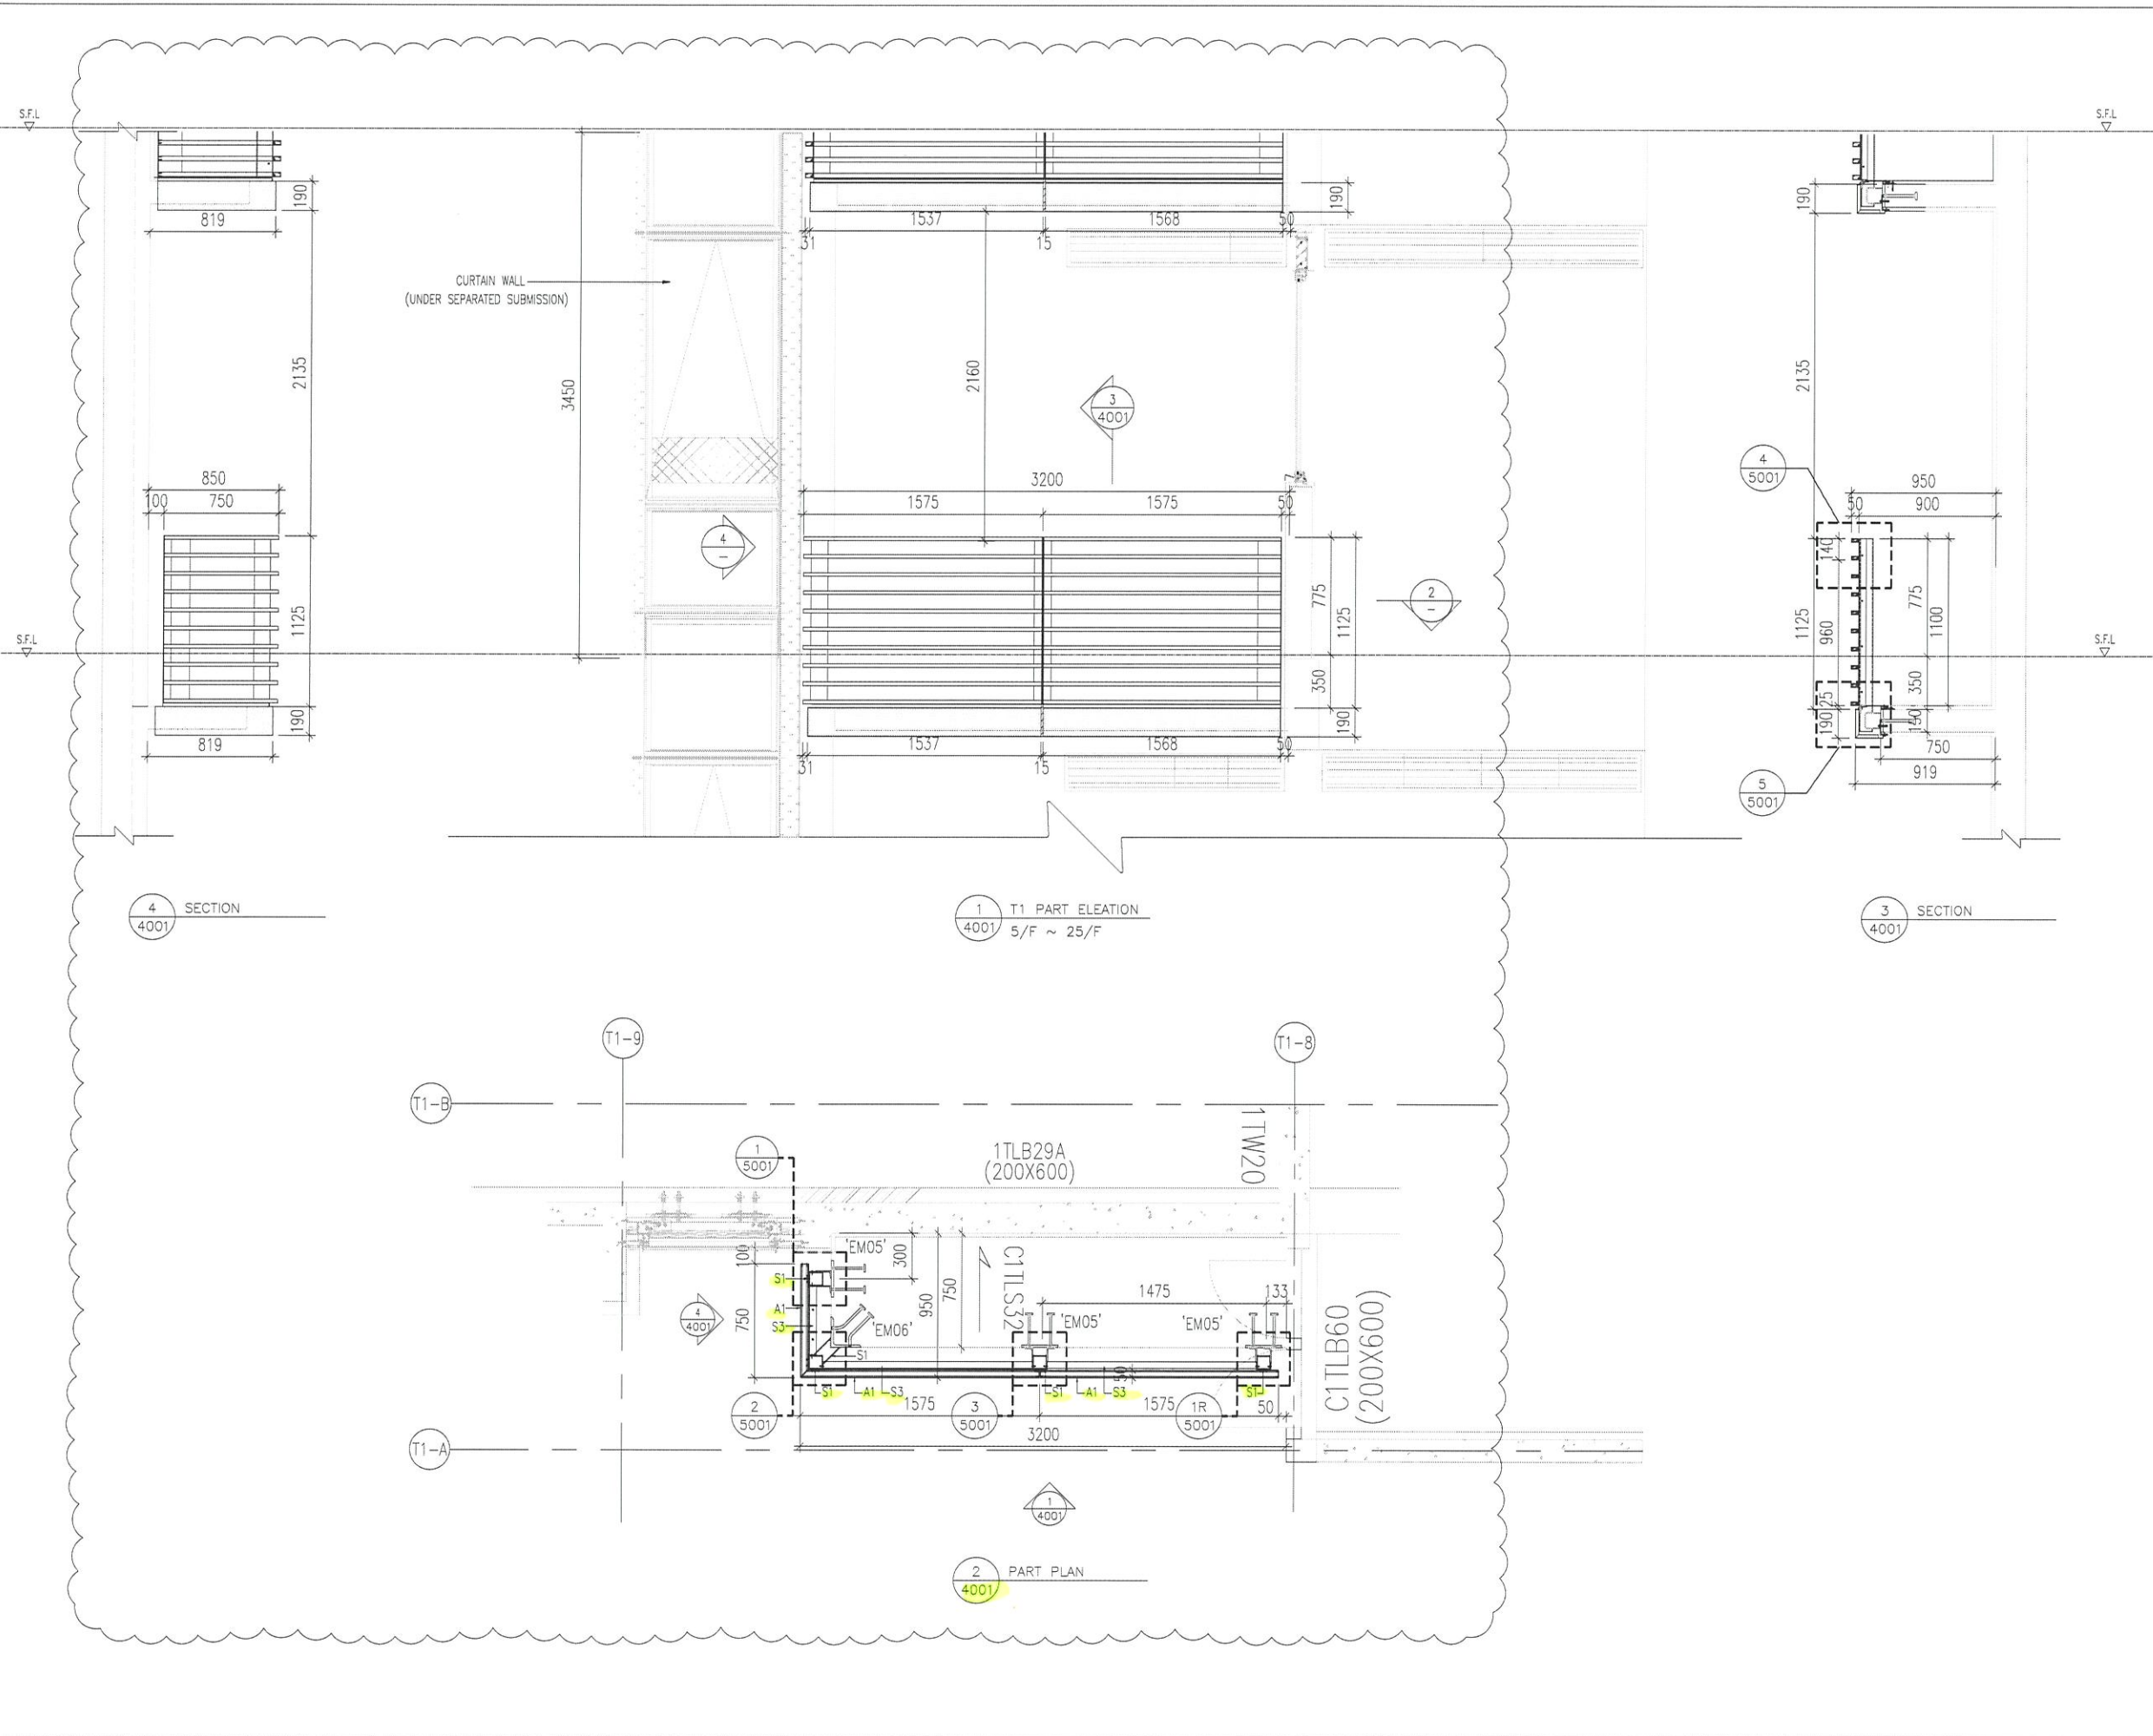 S.F.L
S.F.L
190
819
2135
850
100
750
1125
190
819
S.F.L
4
4001
SECTION
CURTAIN WALL
(UNDER SEPARATED SUBMISSION)
3450
190
1537
1568
50
31
15
2160
3
4001
4
-
3200
1575
1575
50
775
1125
350
190
2
-
1537
1568
50
31
15
1
4001
T1 PART ELEATION
5/F ~ 25/F
190
2135
4
5001
950
50
900
140
775
1125
960
1100
350
25
190
150
750
919
5
5001
S.F.L
3
4001
SECTION
T1-9
T1-8
T1-B
1
5001
1TLB29A
(200X600)
1TW20
100
'EM05'
300
S1
A1
S3
750
4
4001
'EM06'
950
750
C1TLS32
1475
133
'EM05'
'EM05'
S1
50
C1TLB60
(200X600)
S1
A1
S3
S1
A1
S3
S1
2
5001
1575
3
5001
1575
1R
5001
50
3200
T1-A
1
4001
2
4001
PART PLAN